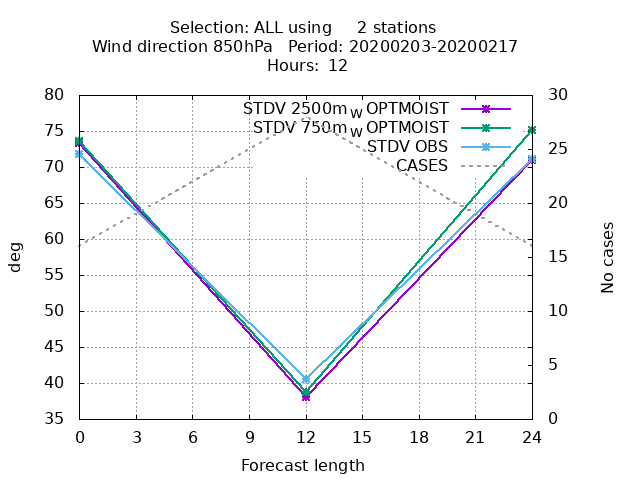 Selection: ALL using     2 stations
Wind direction 850hPa   Period: 20200203-20200217
Hours:  12
STDV 2500m_W OPTMOIST
STDV 750m_W OPTMOIST
STDV OBS
CASES
80
75
70
65
60
55
50
45
40
35
deg
30
25
20
15
10
5
0
No cases
0 3 6 9 12 15 18 21 24
Forecast length